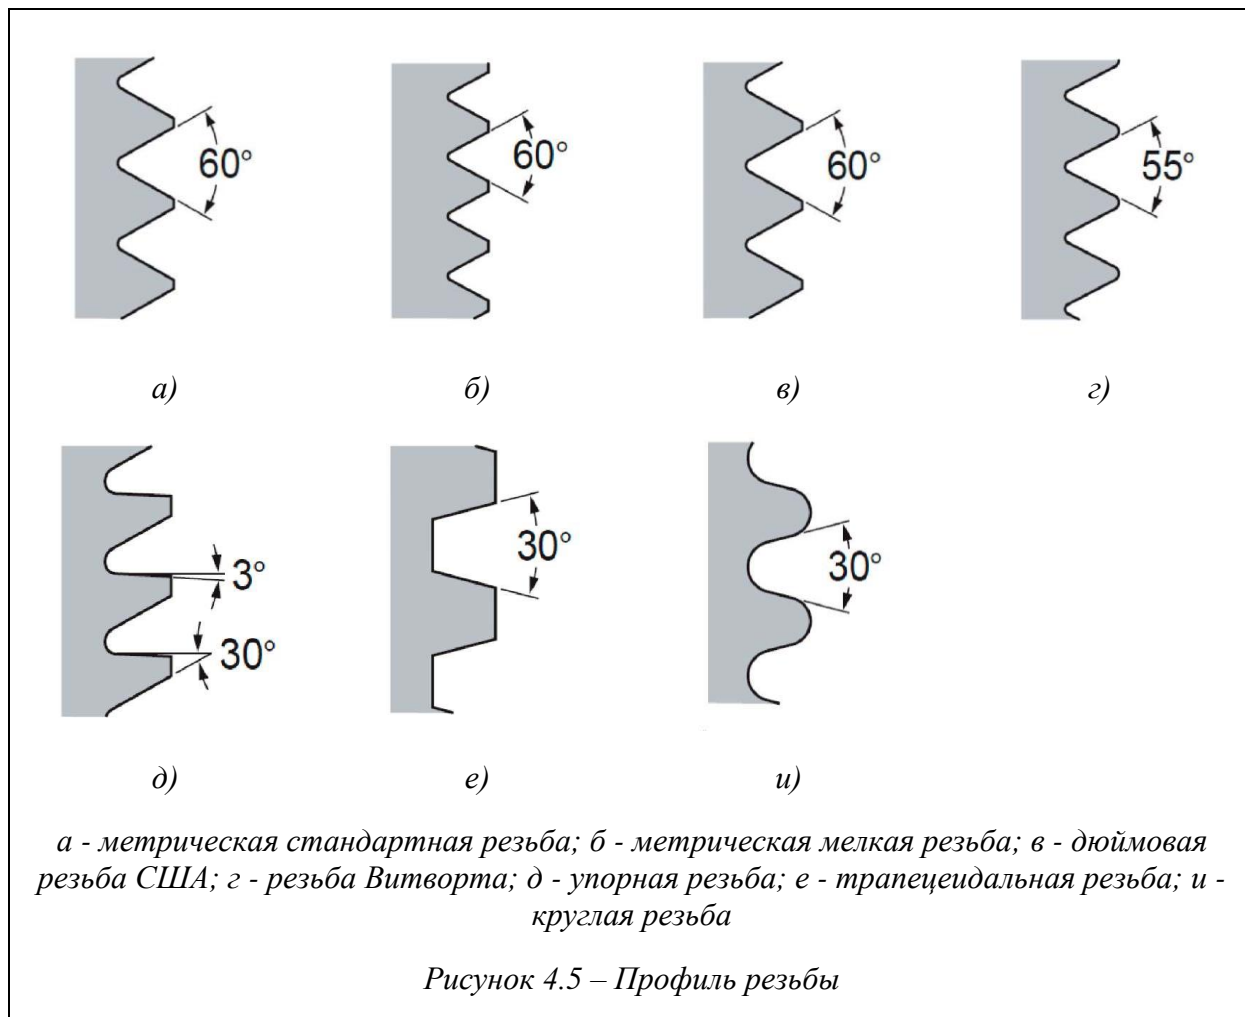 60°
60°
60°
55°
а)
б)
в)
г)
3°
30°
30°
30°
д)
е)
и)
а - метрическая стандартная резьба; б - метрическая мелкая резьба; в - дюймовая
резьба США; г - резьба Витворта; д - упорная резьба; е - трапецеидальная резьба; и -
круглая резьба
Рисунок 4.5 – Профиль резьбы